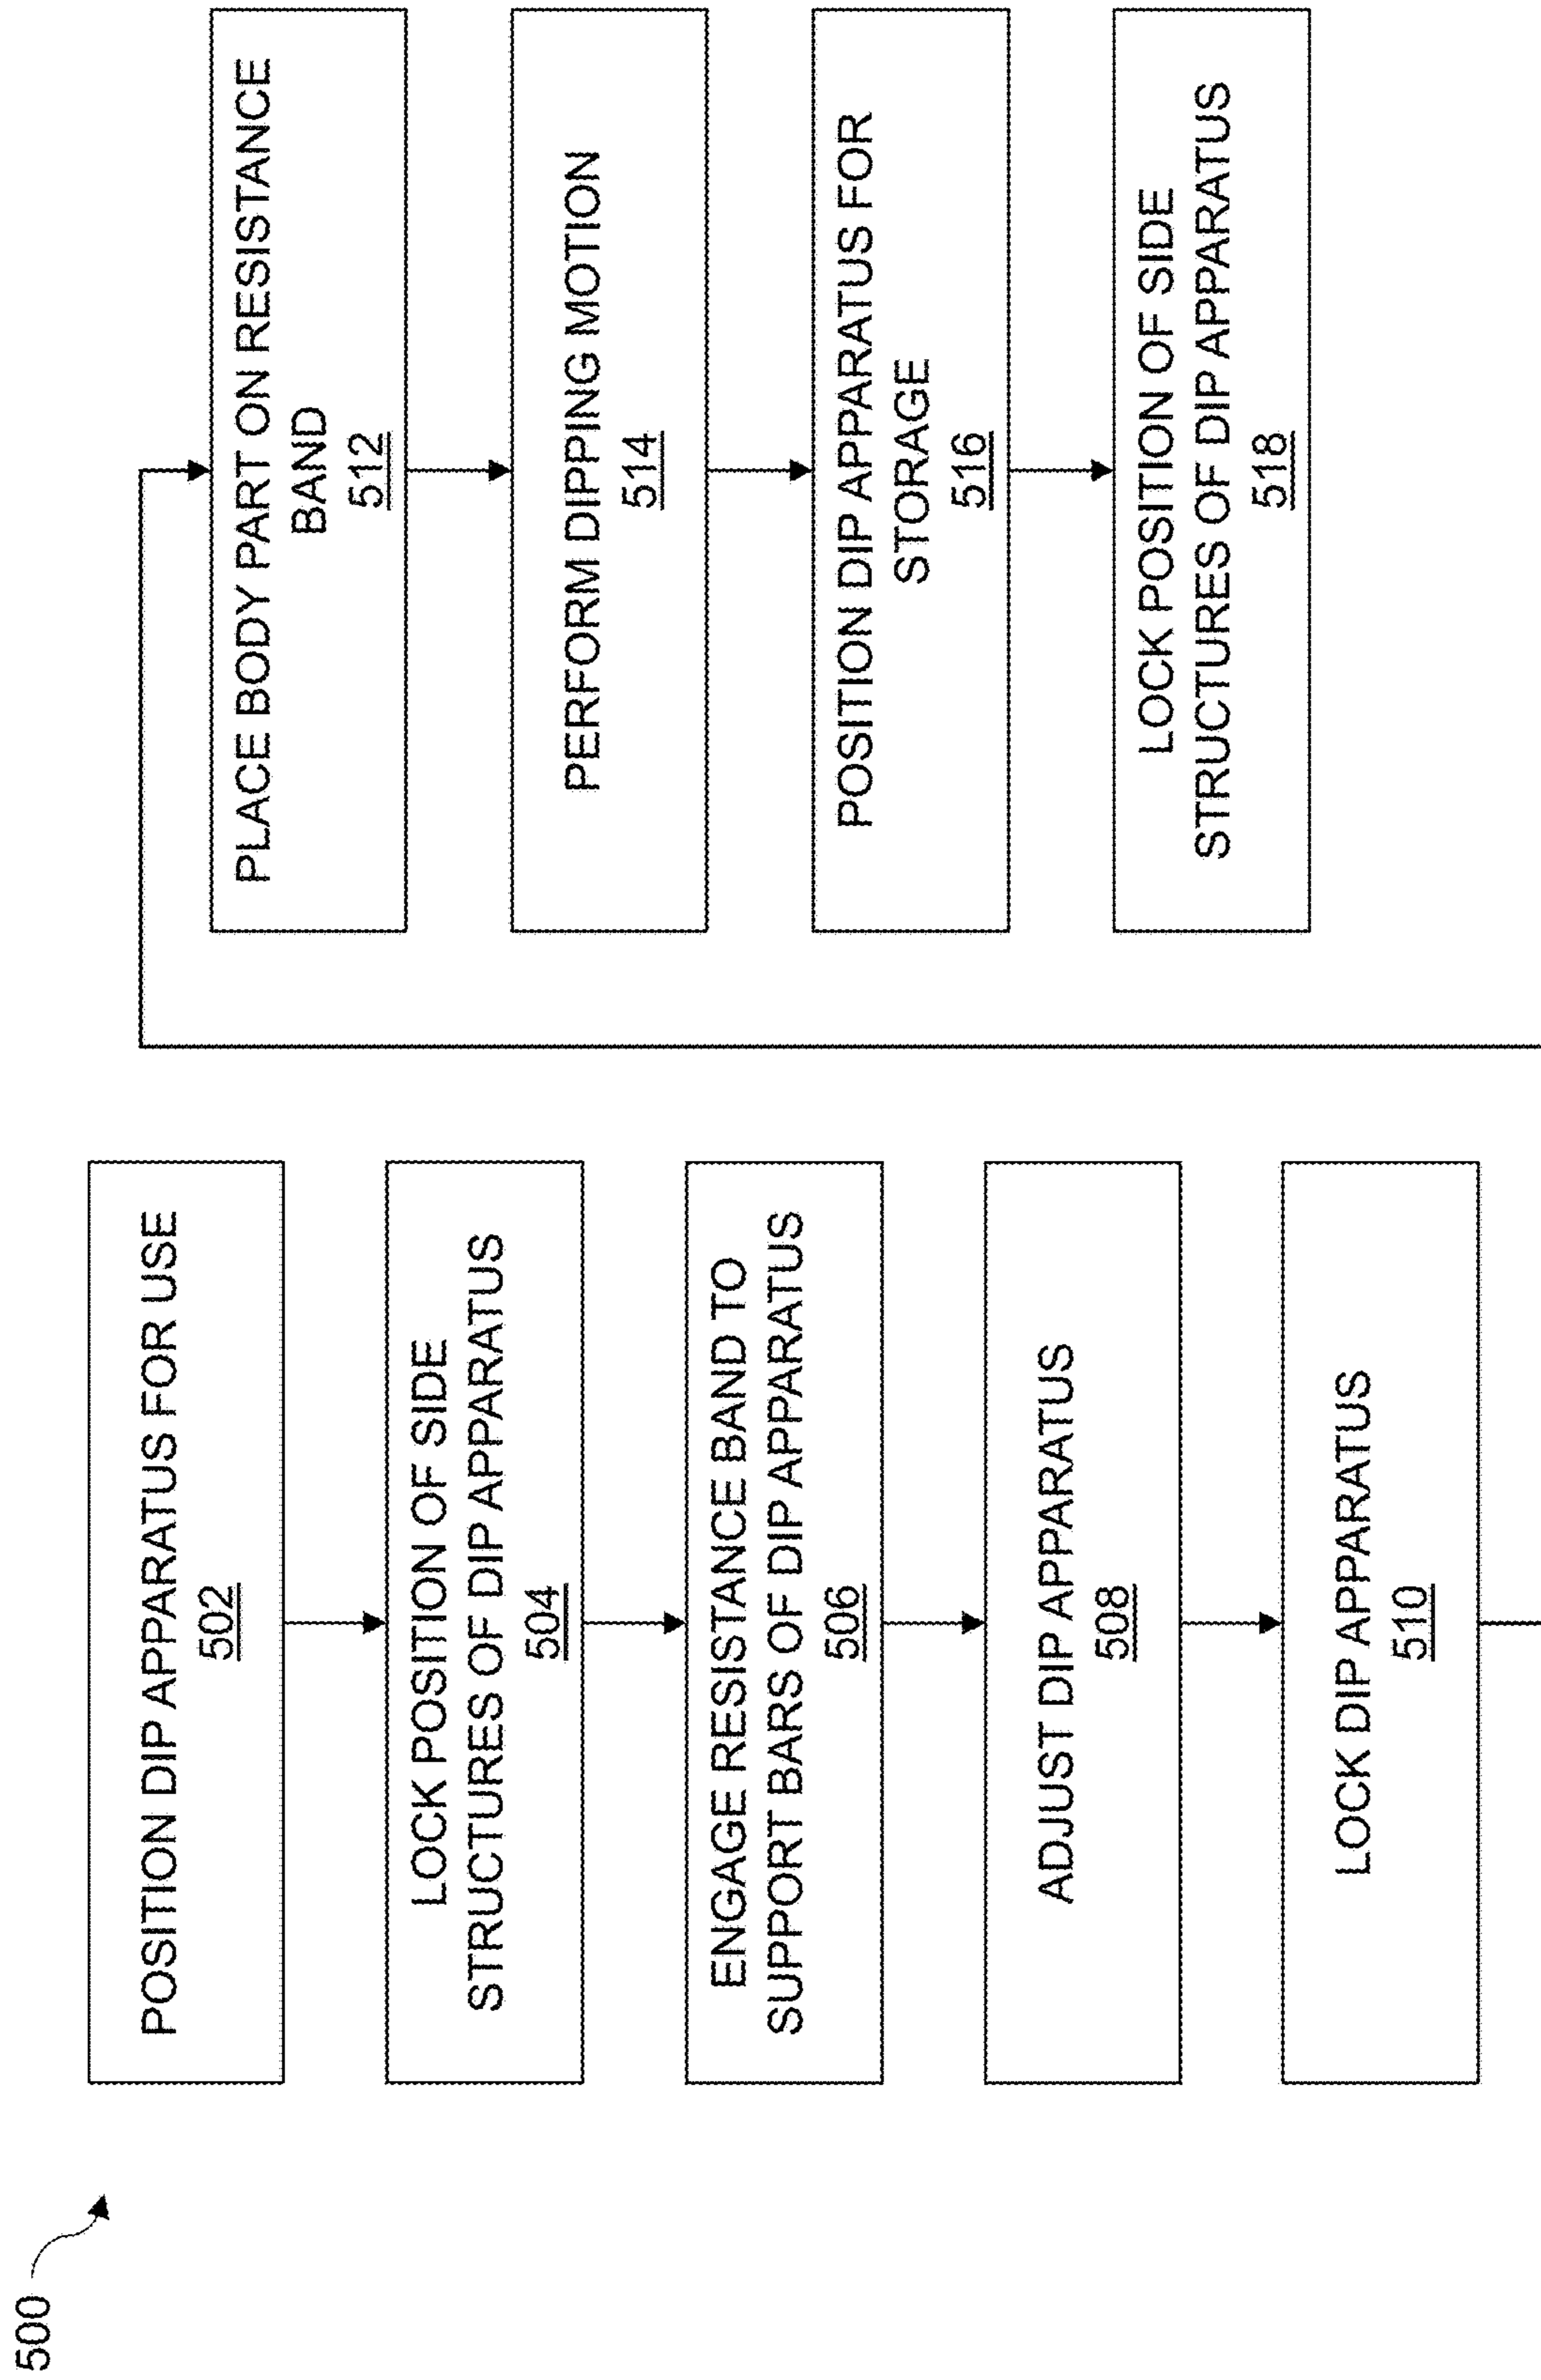 500
POSITION DIP APPARATUS FOR USE
502
LOCK POSITION OF SIDE
STRUCTURES OF DIP APPARATUS
504
ENGAGE RESISTANCE BAND TO
SUPPORT BARS OF DIP APPARATUS
506
ADJUST DIP APPARATUS
508
LOCK DIP APPARATUS
510
PLACE BODY PART ON RESISTANCE
BAND
512
PERFORM DIPPING MOTION
514
POSITION DIP APPARATUS FOR
STORAGE
516
LOCK POSITION OF SIDE
STRUCTURES OF DIP APPARATUS
518